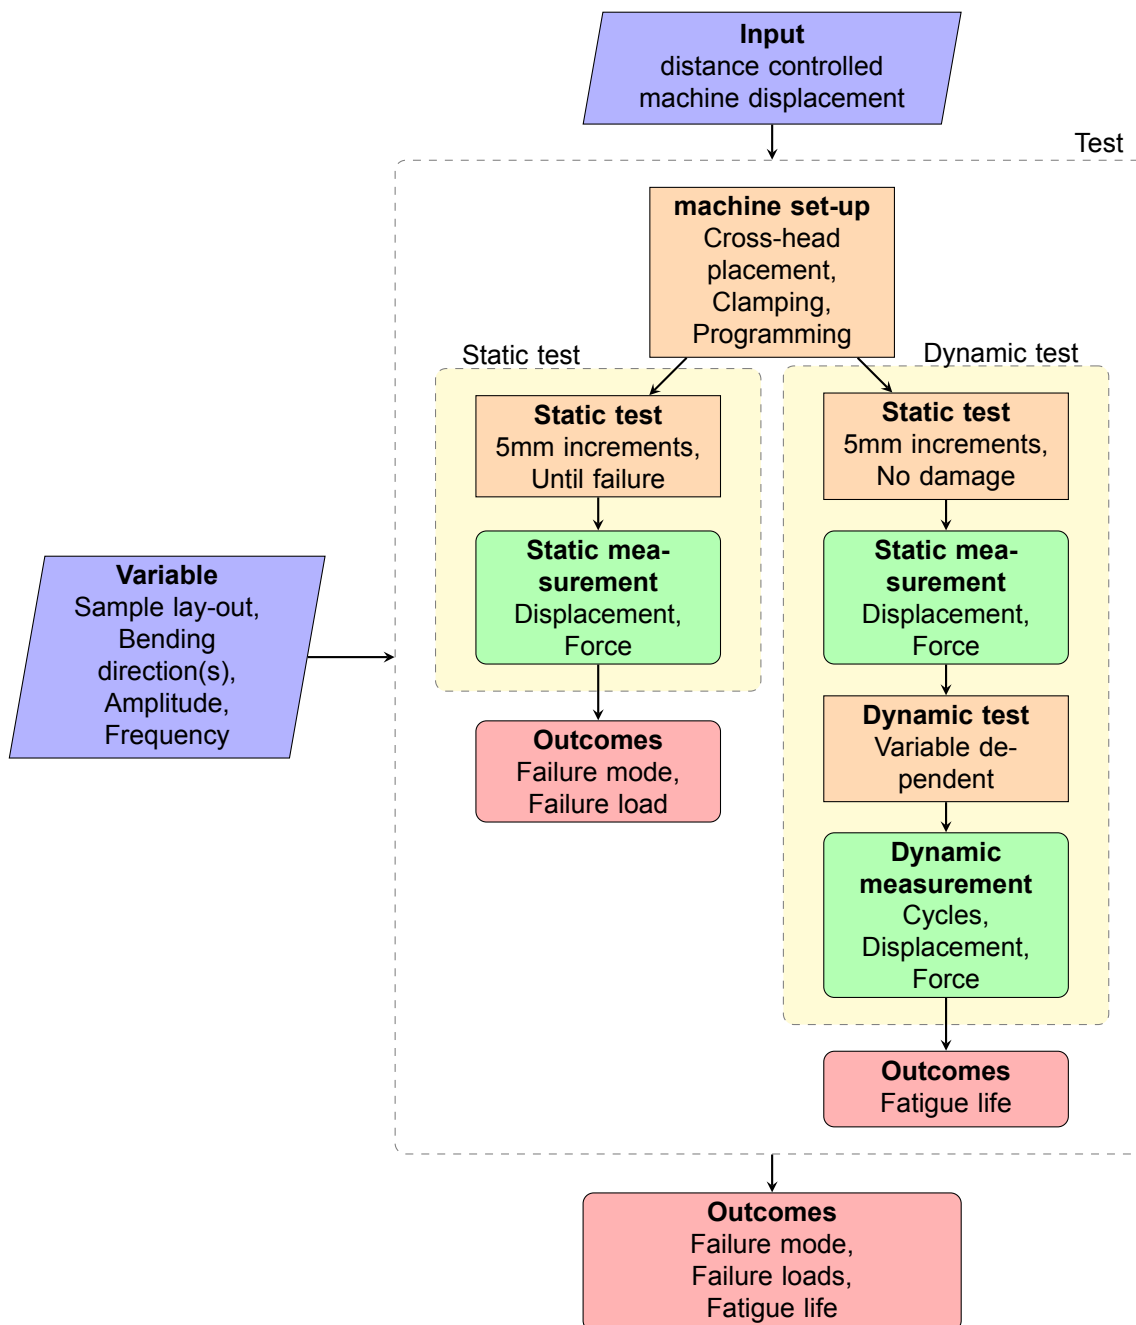 Input
distance controlled
machine displacement
Test
machine set-up
Cross-head
placement,
Clamping,
Programming
Static test
Static test
5mm increments,
Until failure
Static mea-
surement
Displacement,
Force
Outcomes
Failure mode,
Failure load
Dynamic test
Static test
5mm increments,
No damage
Static mea-
surement
Displacement,
Force
Dynamic test
Variable de-
pendent
Dynamic
measurement
Cycles,
Displacement,
Force
Outcomes
Fatigue life
Variable
Sample lay-out,
Bending
direction(s),
Amplitude,
Frequency
Outcomes
Failure mode,
Failure loads,
Fatigue life